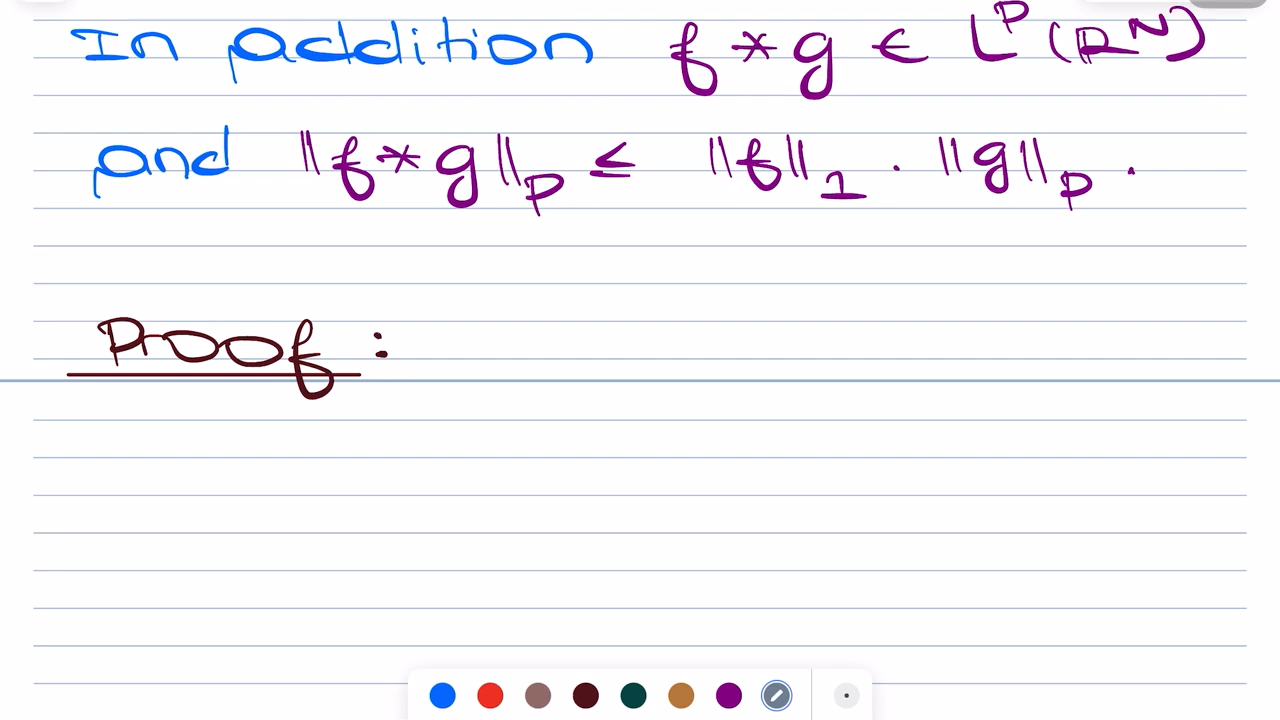 In addition f * g ∈ L^p (R^N)
and ||f * g||_p ≤ ||f||_1 . ||g||_p .
Proof :